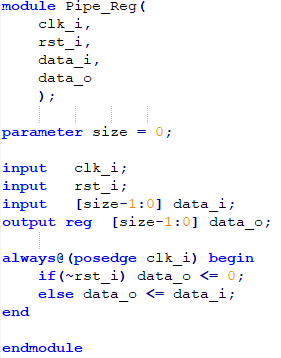 module Pipe_Reg(
    clk_i,
    rst_i,
    data_i,
    data_o
    );

parameter size = 0;

input   clk_i;
input   rst_i;
input   [size-1:0] data_i;
output reg  [size-1:0] data_o;

always@(posedge clk_i) begin
    if(~rst_i) data_o <= 0;
    else data_o <= data_i;
end

endmodule